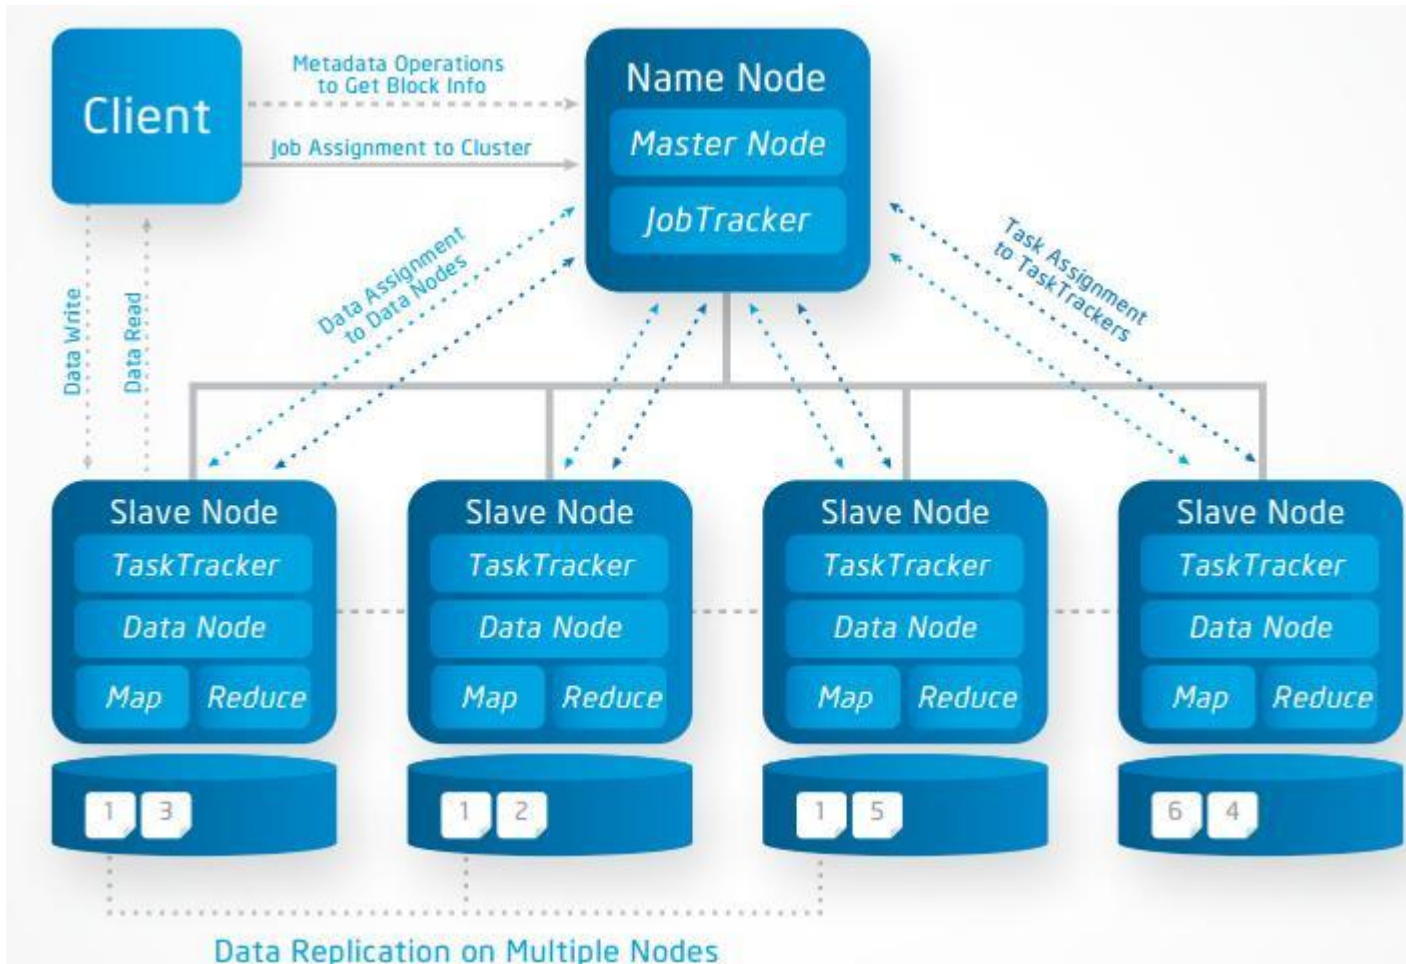 Client
Metadata Operations
to Get Block Info
Job Assignment to Cluster
Name Node
Master Node
JobTracker
Data Write
Data Read
Data Assignment
to Data Nodes
Task Assignment
to TaskTrackers
Slave Node
TaskTracker
Data Node
Map Reduce
1 3
Slave Node
TaskTracker
Data Node
Map Reduce
1 2
Slave Node
TaskTracker
Data Node
Map Reduce
1 5
Slave Node
TaskTracker
Data Node
Map Reduce
6 4
Data Replication on Multiple Nodes